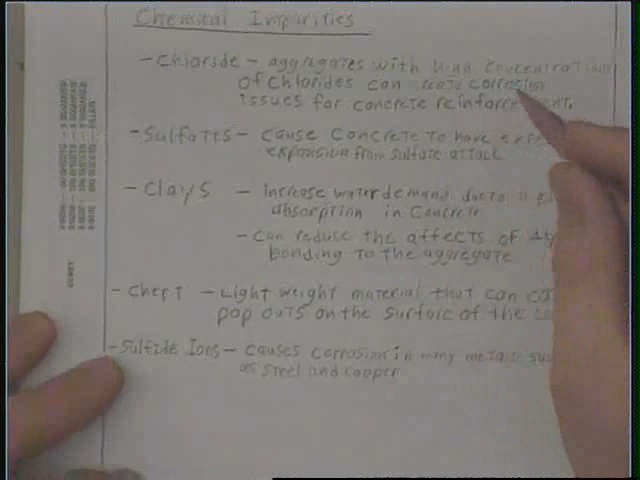 Chemical Impurities
- Chloride - aggregates with high concentrations
of chlorides can create corrosion
issues for concrete reinforcement.
- Sulfates - cause concrete to have
expansion from sulfate attack
- Clays - increase water demand due to
absorption in concrete
- can reduce the affects of
bonding to the aggregate
- Chert - Light weight material that can
pop outs on the surface of the
- Sulfide Ions - causes corrosion in many metals
as steel and copper